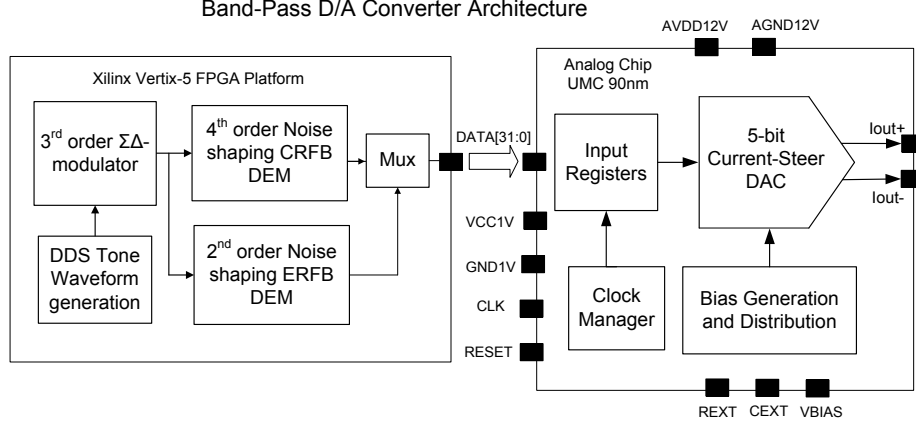 Band-Pass D/A Converter Architecture
Xilinx Vertix-5 FPGA Platform
3rd order ΣΔ-
modulator
DDS Tone
Waveform
generation
4th order Noise
shaping CRFB
DEM
2nd order Noise
shaping ERFB
DEM
Mux
DATA[31:0]
VCC1V
GND1V
CLK
RESET
AVDD12V
AGND12V
Analog Chip
UMC 90nm
Input
Registers
Clock
Manager
5-bit
Current-Steer
DAC
Bias Generation
and Distribution
Iout+
Iout-
REXT
CEXT
VBIAS